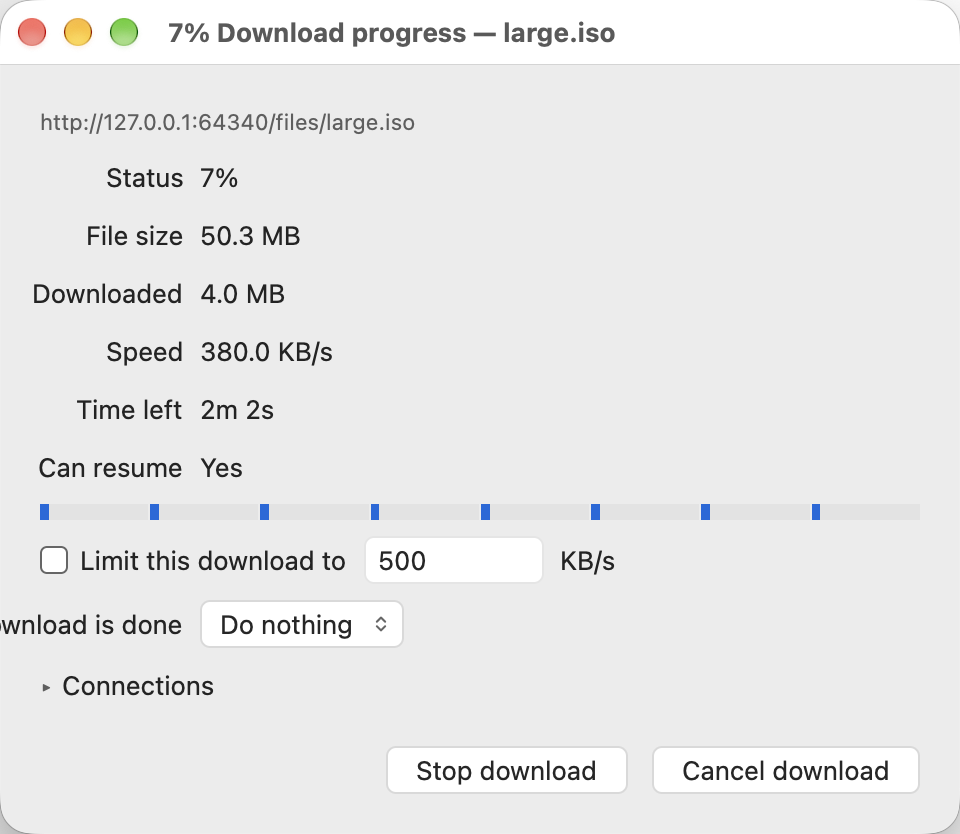 7% Download progress — large.iso
http://127.0.0.1:64340/files/large.iso
Status 7%
File size 50.3 MB
Downloaded 4.0 MB
Speed 380.0 KB/s
Time left 2m 2s
Can resume Yes
Limit this download to 500 KB/s
is done Do nothing
Connections
Stop download Cancel download